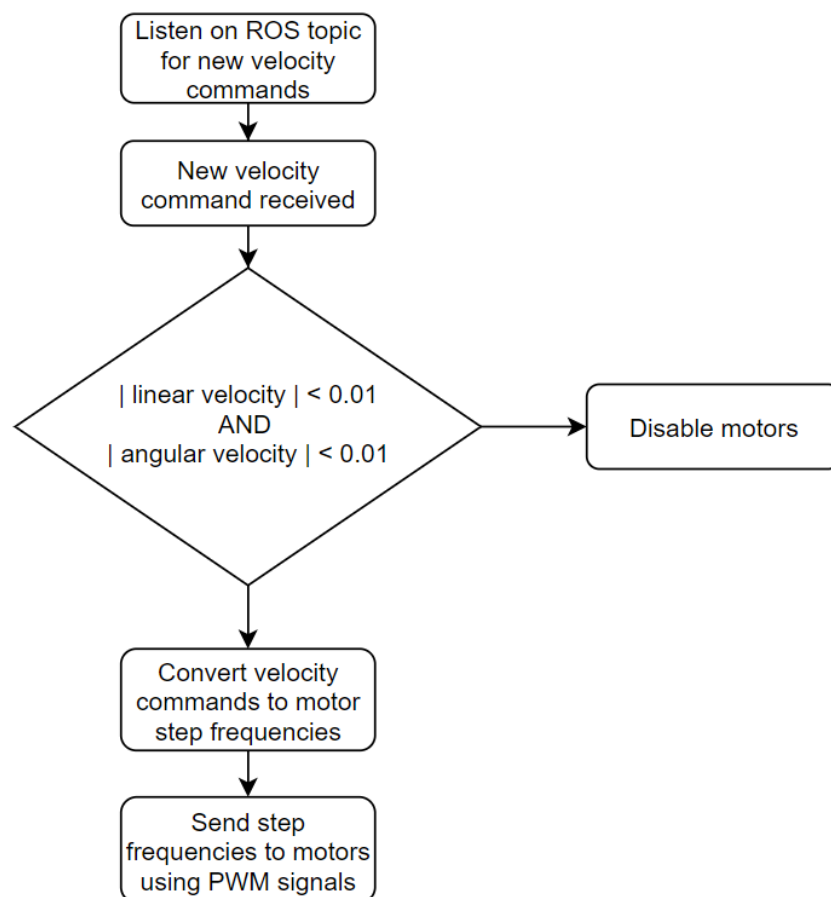 Listen on ROS topic
for new velocity
commands
New velocity
command received
| linear velocity | < 0.01
AND
| angular velocity | < 0.01
Disable motors
Convert velocity
commands to motor
step frequencies
Send step
frequencies to motors
using PWM signals